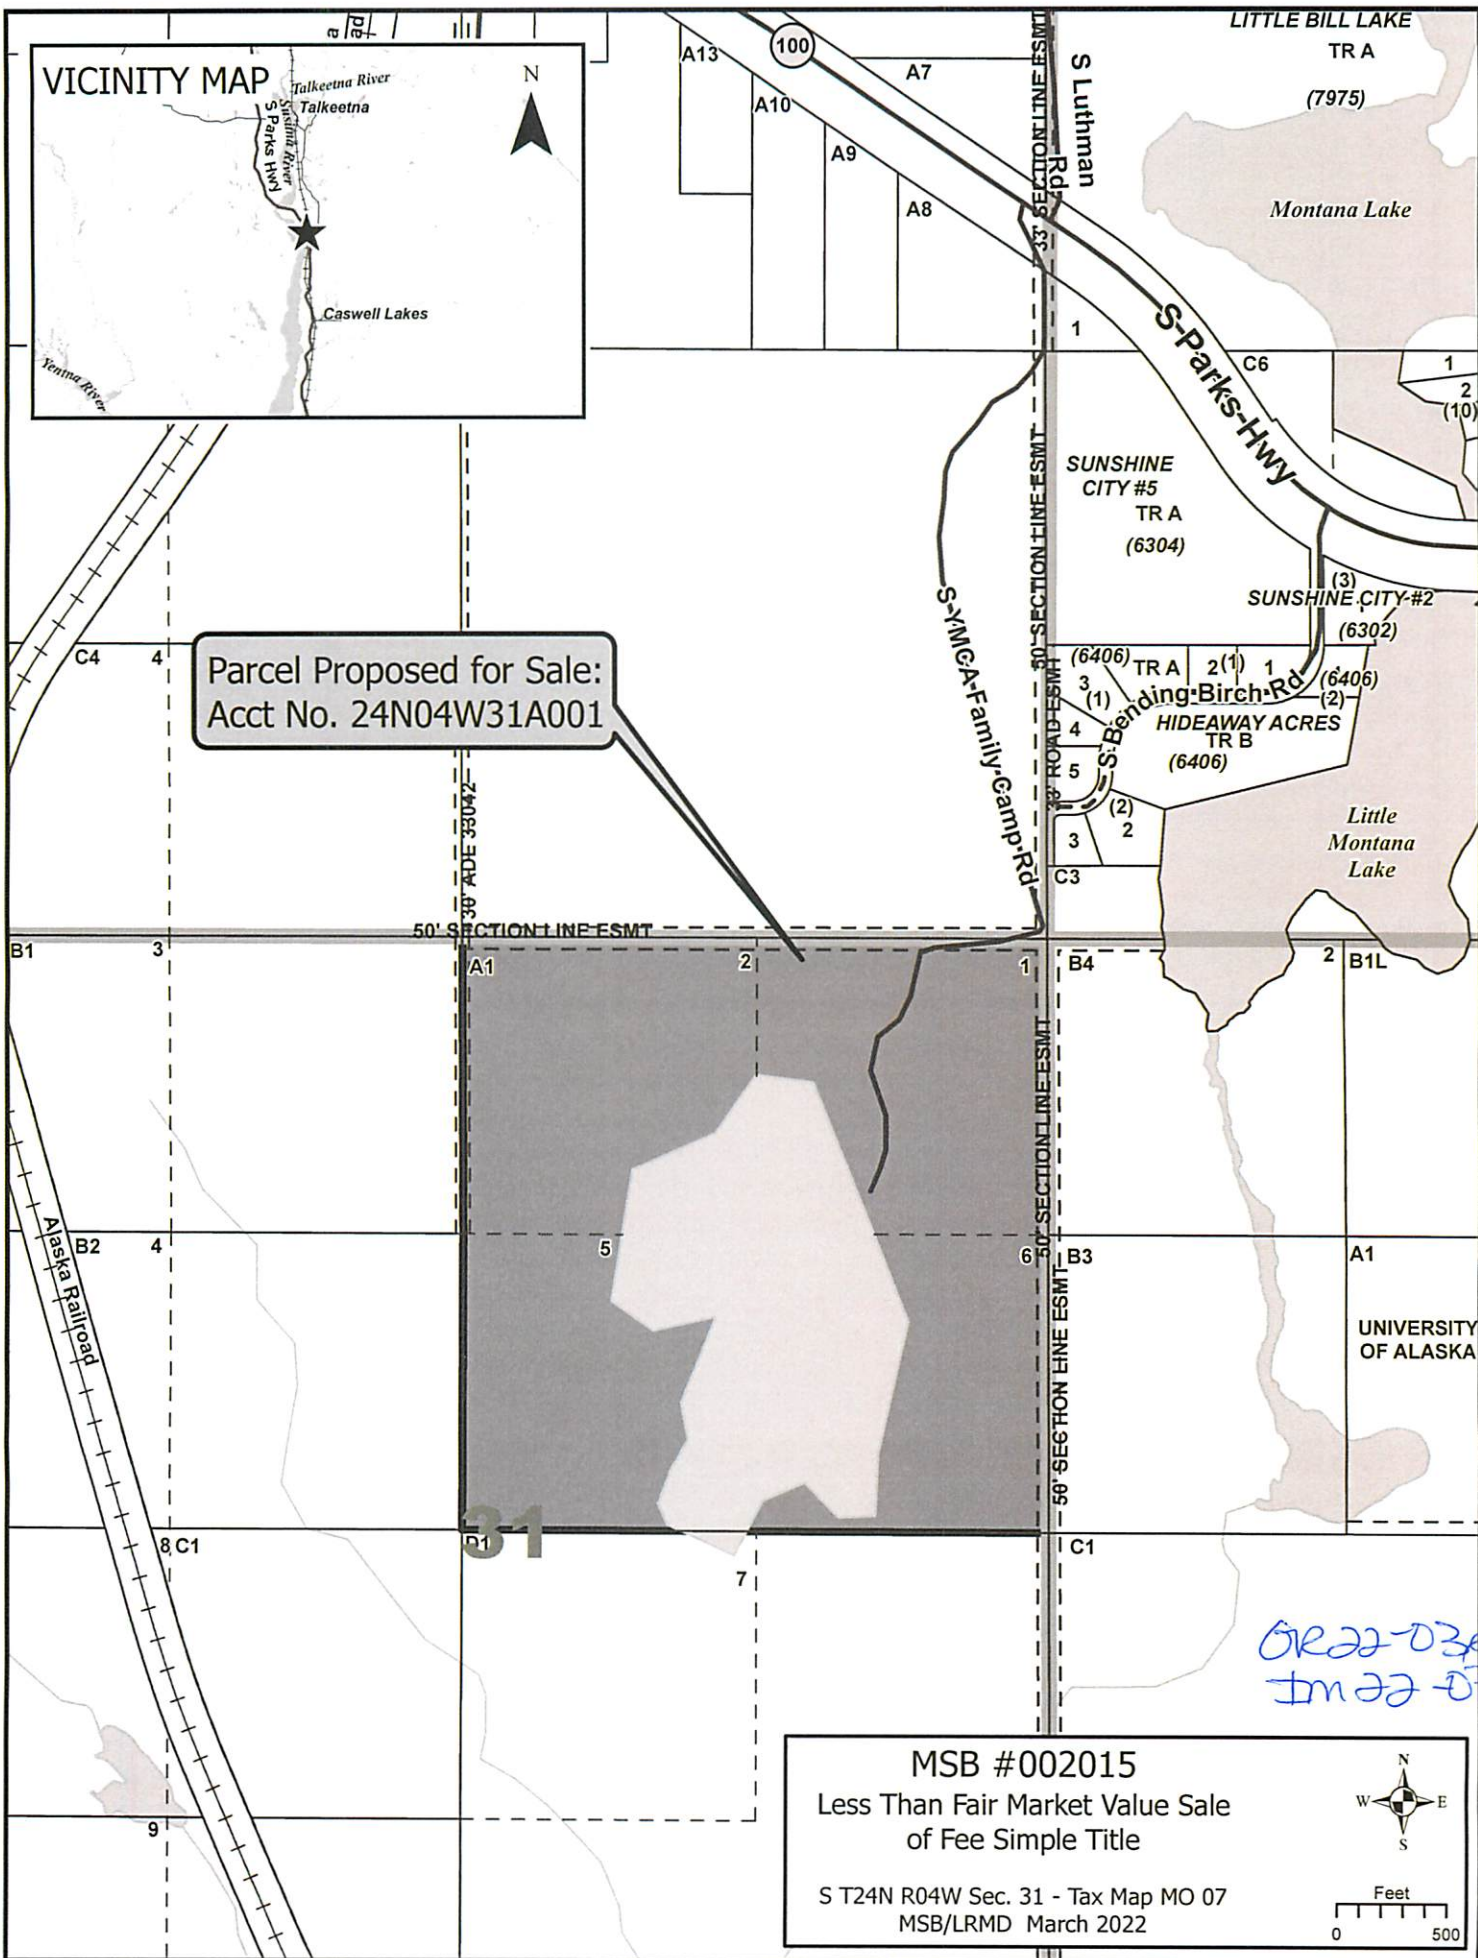 VICINITY MAP
Talkeetna River
Talkeetna
Susitna River
S Parks Hwy
N
Caswell Lakes
Yentna River
A13
100
A7
A10
A9
A8
33' SECTION LINE ESMT
S Luthman
Rd
LITTLE BILL LAKE
TR A
(7975)
Montana Lake
1
S-Parks-Hwy
C6
1
2
(10)
SUNSHINE
CITY #5
TR A
(6304)
50' SECTION LINE ESMT
(3)
SUNSHINE CITY #2
(6302)
S-YMCA-Family-Camp-Rd
C4
4
Parcel Proposed for Sale:
Acct No. 24N04W31A001
(6406)
TR A
2
(1)
1
3
(1)
(6406)
(2)
S-Bending-Birch-Rd
HIDEAWAY ACRES
TR B
(6406)
4
5
33' ROAD ESMT
(2)
2
3
C3
Little
Montana
Lake
30' ADE 33042
50' SECTION LINE ESMT
B1
3
A1
2
1
B4
2
B1L
50' SECTION LINE ESMT
B2
4
5
6
B3
A1
Alaska Railroad
50' SECTION LINE ESMT
UNIVERSITY
OF ALASKA
31
8
C1
D1
C1
7
9
OR22-03
IM22-0
MSB #002015
Less Than Fair Market Value Sale
of Fee Simple Title
S T24N R04W Sec. 31 - Tax Map MO 07
MSB/LRMD March 2022
N
W
E
S
Feet
0
500